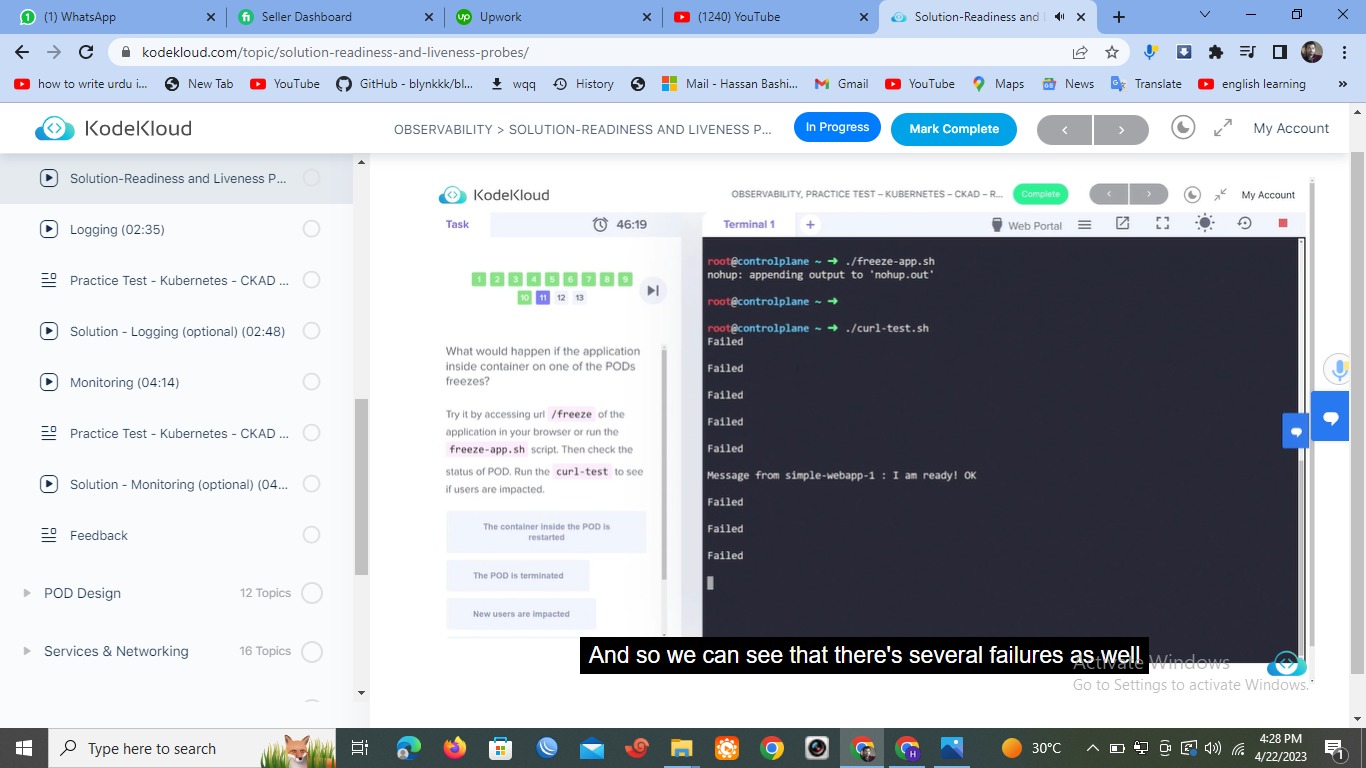 (1) WhatsApp
Seller Dashboard
Upwork
(1240) YouTube
Solution-Readiness and L
kodekloud.com/topic/solution-readiness-and-liveness-probes/
how to write urdu i...
New Tab
YouTube
GitHub - blynkkk/bl...
wqq
History
Mail - Hassan Bashi...
Gmail
YouTube
Maps
News
Translate
english learning
»
KodeKloud
OBSERVABILITY > SOLUTION-READINESS AND LIVENESS P...
In Progress
Mark Complete
My Account
Solution-Readiness and Liveness P...
Logging (02:35)
Practice Test - Kubernetes - CKAD ...
Solution - Logging (optional) (02:48)
Monitoring (04:14)
Practice Test - Kubernetes - CKAD ...
Solution - Monitoring (optional) (04...
Feedback
POD Design 12 Topics
Services & Networking 16 Topics
KodeKloud
OBSERVABILITY, PRACTICE TEST – KUBERNETES – CKAD – R...
Complete
My Account
Task
46:19
Terminal 1
+
Web Portal
1 2 3 4 5 6 7 8 9
10 11 12 13
What would happen if the application
inside container on one of the PODs
freezes?
Try it by accessing url /freeze of the
application in your browser or run the
freeze-app.sh script. Then check the
status of POD. Run the curl-test to see
if users are impacted.
The container inside the POD is
restarted
The POD is terminated
New users are impacted
root@controlplane ~ ➜ ./freeze-app.sh
nohup: appending output to 'nohup.out'
root@controlplane ~ ➜
root@controlplane ~ ➜ ./curl-test.sh
Failed
Failed
Failed
Failed
Failed
Message from simple-webapp-1 : I am ready! OK
Failed
Failed
Failed
And so we can see that there's several failures as well
Activate Windows
Go to Settings to activate Windows.
Type here to search
30°C
4:28 PM
4/22/2023
1